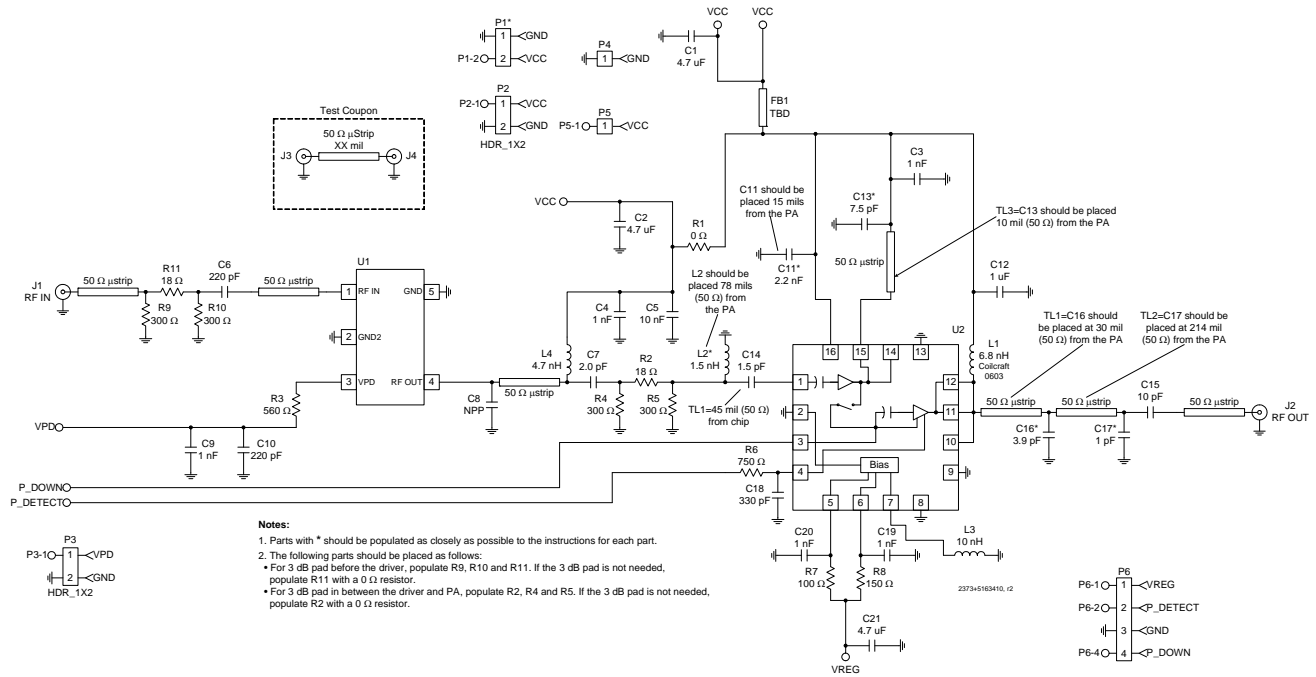 VCC
VCC
P1*
1
GND
P1-2
2
VCC
P4
1
GND
C1
4.7 uF
P2
P2-1
1
VCC
2
GND
HDR_1X2
P5
P5-1
1
VCC
FB1
TBD
Test Coupon
50 Ω µStrip
XX mil
J3
J4
C3
1 nF
C11 should be
placed 15 mils
from the PA
C13*
7.5 pF
TL3=C13 should be placed
10 mil (50 Ω) from the PA
VCC
C2
4.7 uF
R1
0 Ω
C11*
2.2 nF
50 Ω µstrip
C12
1 uF
J1
RF IN
50 Ω µstrip
R11
18 Ω
C6
220 pF
50 Ω µstrip
R9
300 Ω
R10
300 Ω
U1
1
RF IN
GND
5
2
GND2
3
VPD
RF OUT
4
L2 should be
placed 78 mils
(50 Ω) from
the PA
C4
1 nF
C5
10 nF
L4
4.7 nH
C7
2.0 pF
R2
18 Ω
L2*
1.5 nH
C14
1.5 pF
50 Ω µstrip
C8
NPP
R4
300 Ω
R5
300 Ω
TL1=45 mil (50 Ω)
from chip
TL1=C16 should
be placed at 30 mil
(50 Ω) from the PA
TL2=C17 should be
placed at 214 mil
(50 Ω) from the PA
U2
L1
6.8 nH
Coilcraft
0603
16
15
14
13
1
2
3
4
12
11
10
9
Bias
5
6
7
8
50 Ω µstrip
50 Ω µstrip
C15
10 pF
50 Ω µstrip
J2
RF OUT
C16*
3.9 pF
C17*
1 pF
R3
560 Ω
VPD
C9
1 nF
C10
220 pF
P_DOWN
P_DETECT
R6
750 Ω
C18
330 pF
C20
1 nF
C19
1 nF
L3
10 nH
R7
100 Ω
R8
150 Ω
C21
4.7 uF
VREG
2373+5163410, r2
P3
P3-1
1
VPD
2
GND
HDR_1X2
Notes:
1. Parts with * should be populated as closely as possible to the instructions for each part.
2. The following parts should be placed as follows:
• For 3 dB pad before the driver, populate R9, R10 and R11. If the 3 dB pad is not needed,
populate R11 with a 0 Ω resistor.
• For 3 dB pad in between the driver and PA, populate R2, R4 and R5. If the 3 dB pad is not needed,
populate R2 with a 0 Ω resistor.
P6
P6-1
1
VREG
P6-2
2
P_DETECT
3
GND
P6-4
4
P_DOWN